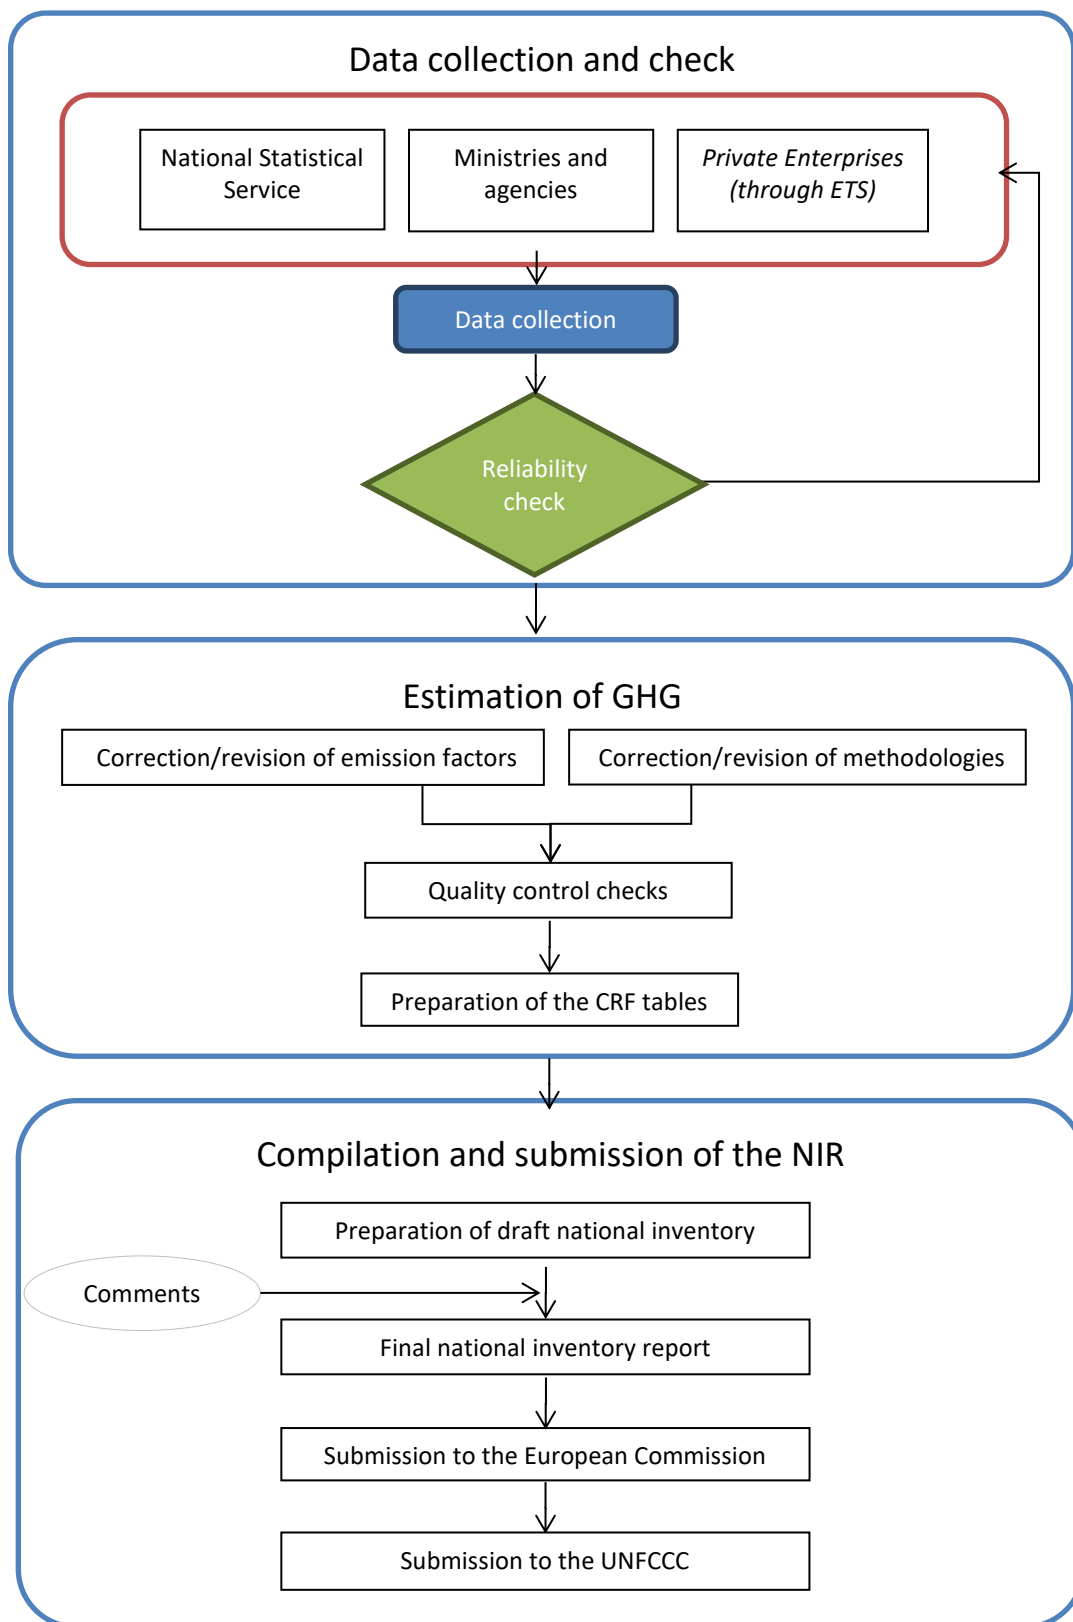 Data collection and check
National Statistical
Service
Ministries and
agencies
Private Enterprises
(through ETS)
Data collection
Reliability
check
Estimation of GHG
Correction/revision of emission factors
Correction/revision of methodologies
Quality control checks
Preparation of the CRF tables
Compilation and submission of the NIR
Preparation of draft national inventory
Comments
Final national inventory report
Submission to the European Commission
Submission to the UNFCCC